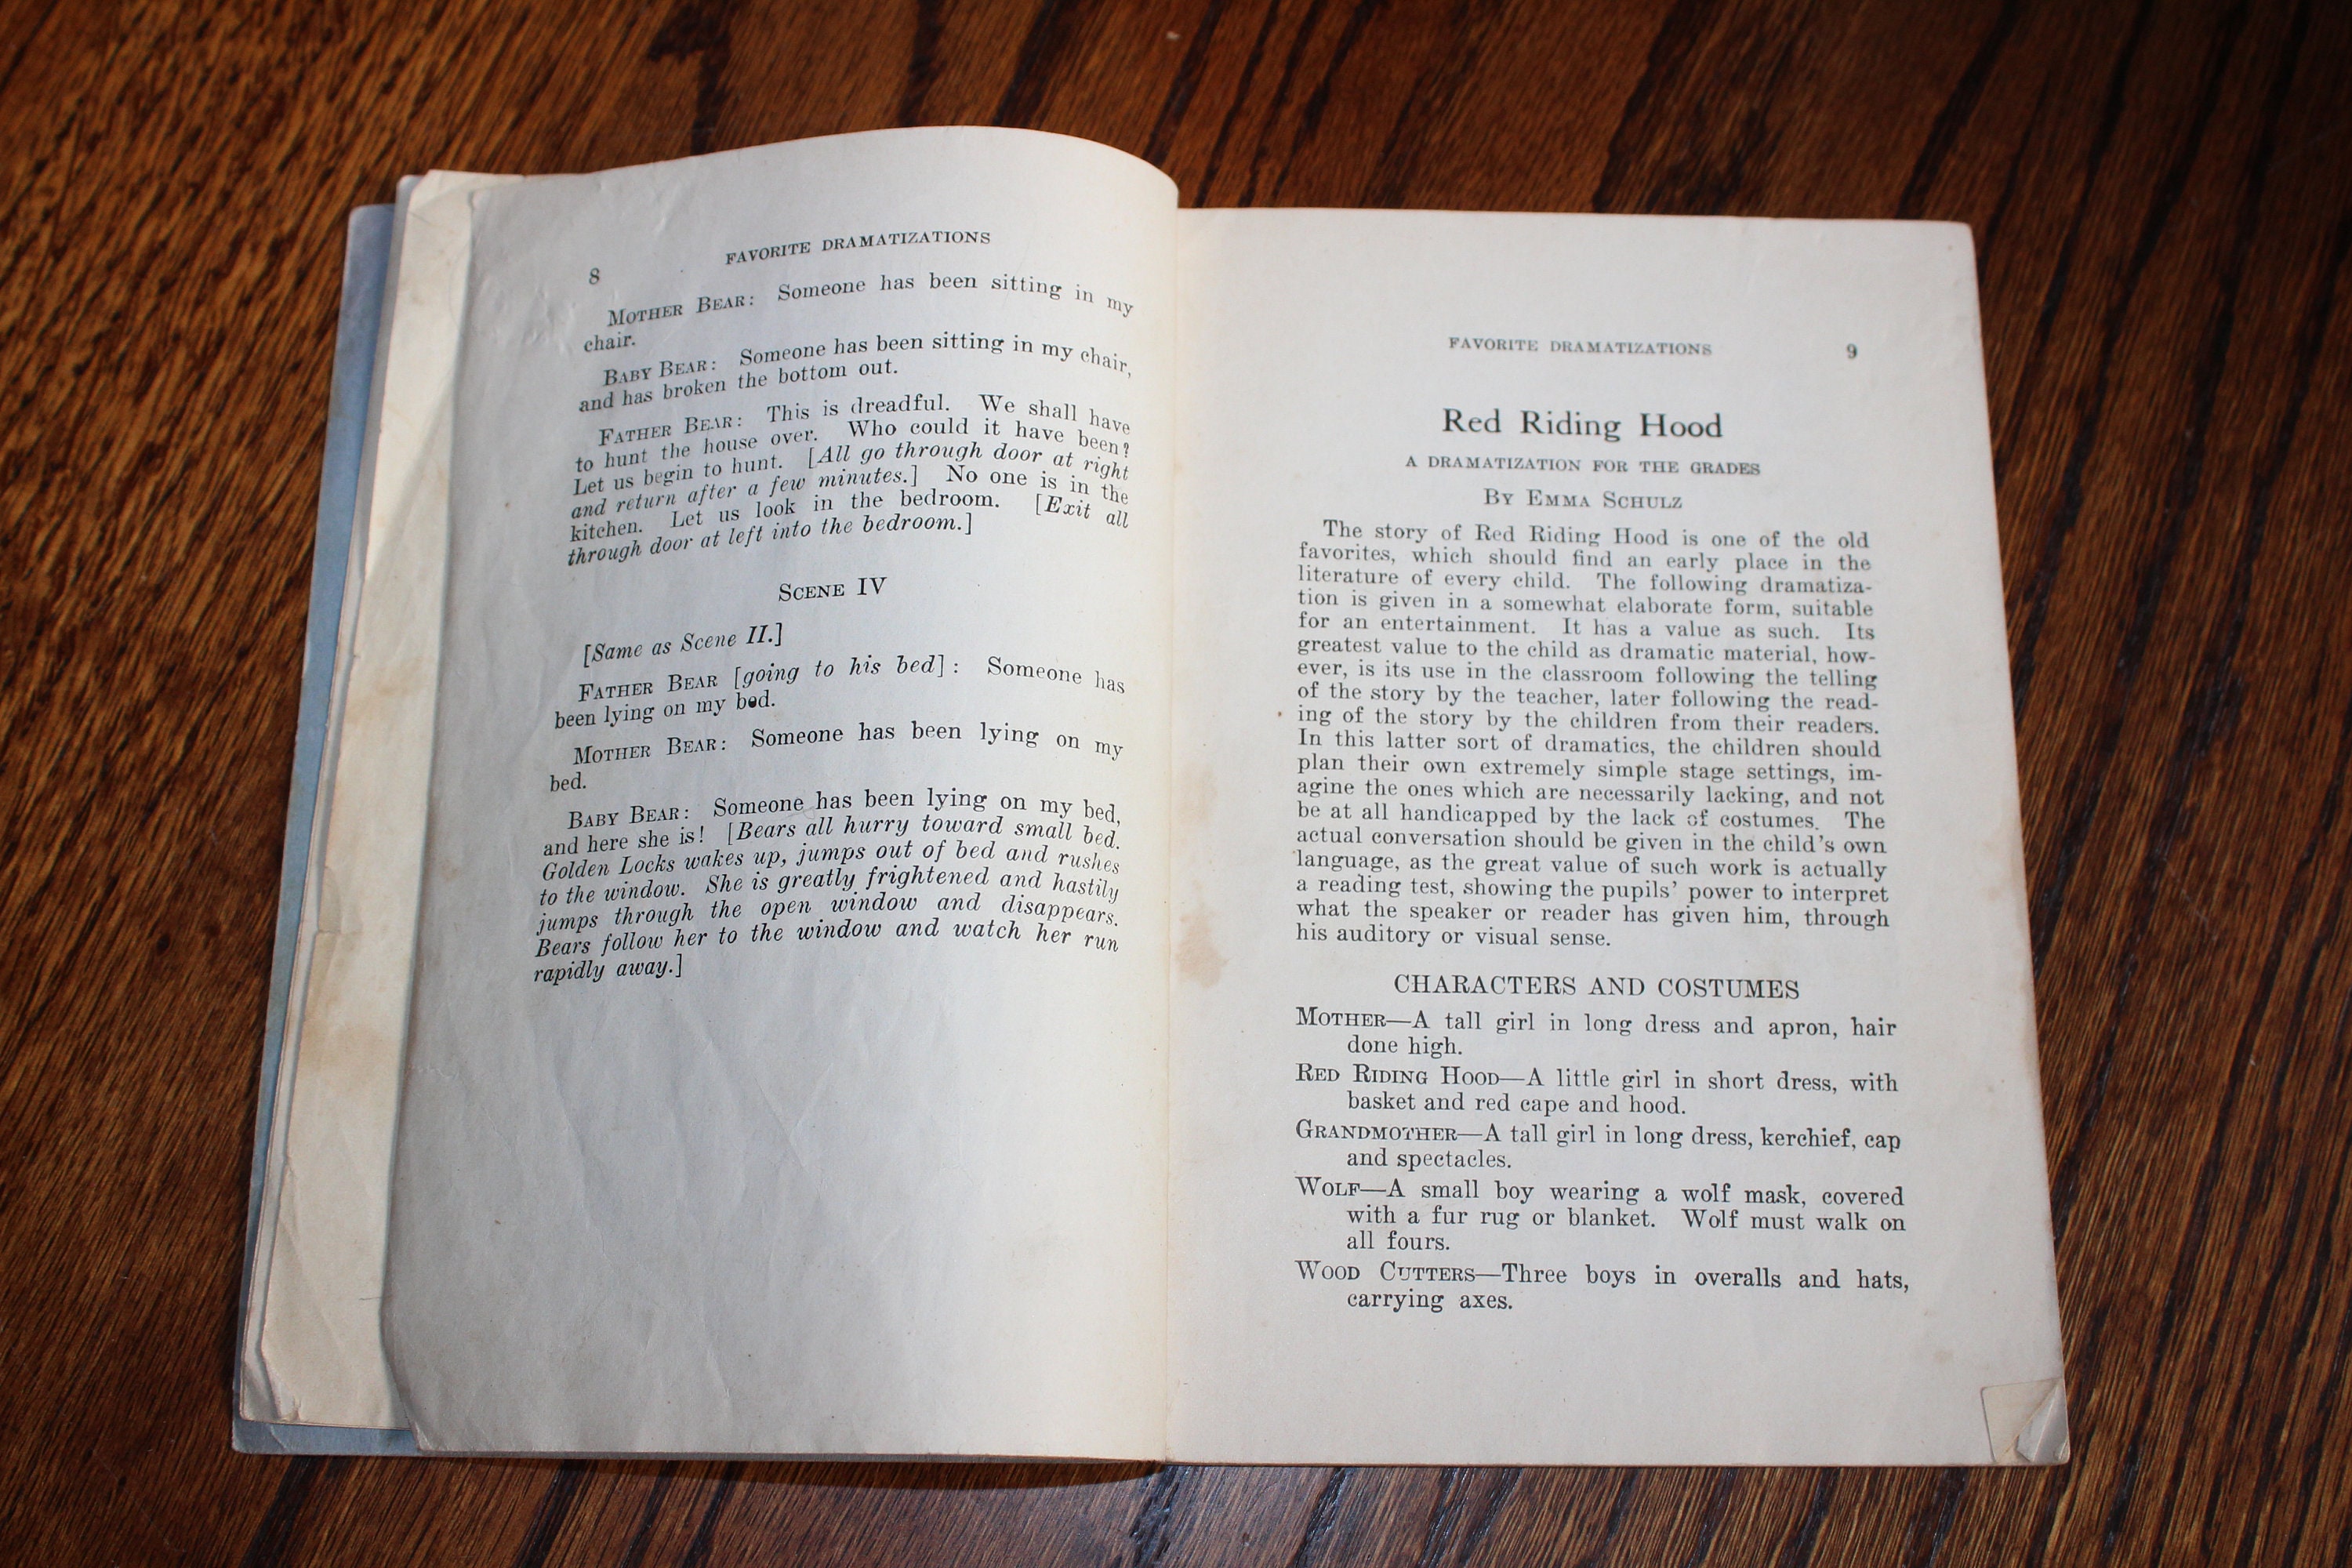 8 FAVORITE DRAMATIZATIONS
MOTHER BEAR: Someone has been sitting in my
chair.
BABY BEAR: Someone has been sitting in my chair,
and has broken the bottom out.
FATHER BEAR: This is dreadful. We shall have
to hunt the house over. Who could it have been?
Let us begin to hunt. [All go through door at right
and return after a few minutes.] No one is in the
kitchen. Let us look in the bedroom. [Exit all
through door at left into the bedroom.]
SCENE IV
[Same as Scene II.]
FATHER BEAR [going to his bed]: Someone has
been lying on my bed.
MOTHER BEAR: Someone has been lying on my
bed.
BABY BEAR: Someone has been lying on my bed,
and here she is! [Bears all hurry toward small bed.
Golden Locks wakes up, jumps out of bed and rushes
to the window. She is greatly frightened and hastily
jumps through the open window and disappears.
Bears follow her to the window and watch her run
rapidly away.]
FAVORITE DRAMATIZATIONS 9
Red Riding Hood
A DRAMATIZATION FOR THE GRADES
BY EMMA SCHULZ
The story of Red Riding Hood is one of the old
favorites, which should find an early place in the
literature of every child. The following dramatiza-
tion is given in a somewhat elaborate form, suitable
for an entertainment. It has a value as such. Its
greatest value to the child as dramatic material, how-
ever, is its use in the classroom following the telling
of the story by the teacher, later following the read-
ing of the story by the children from their readers.
In this latter sort of dramatics, the children should
plan their own extremely simple stage settings, im-
agine the ones which are necessarily lacking, and not
be at all handicapped by the lack of costumes. The
actual conversation should be given in the child's own
language, as the great value of such work is actually
a reading test, showing the pupils' power to interpret
what the speaker or reader has given him, through
his auditory or visual sense.
CHARACTERS AND COSTUMES
MOTHER—A tall girl in long dress and apron, hair
done high.
RED RIDING HOOD—A little girl in short dress, with
basket and red cape and hood.
GRANDMOTHER—A tall girl in long dress, kerchief, cap
and spectacles.
WOLF—A small boy wearing a wolf mask, covered
with a fur rug or blanket. Wolf must walk on
all fours.
WOOD CUTTERS—Three boys in overalls and hats,
carrying axes.